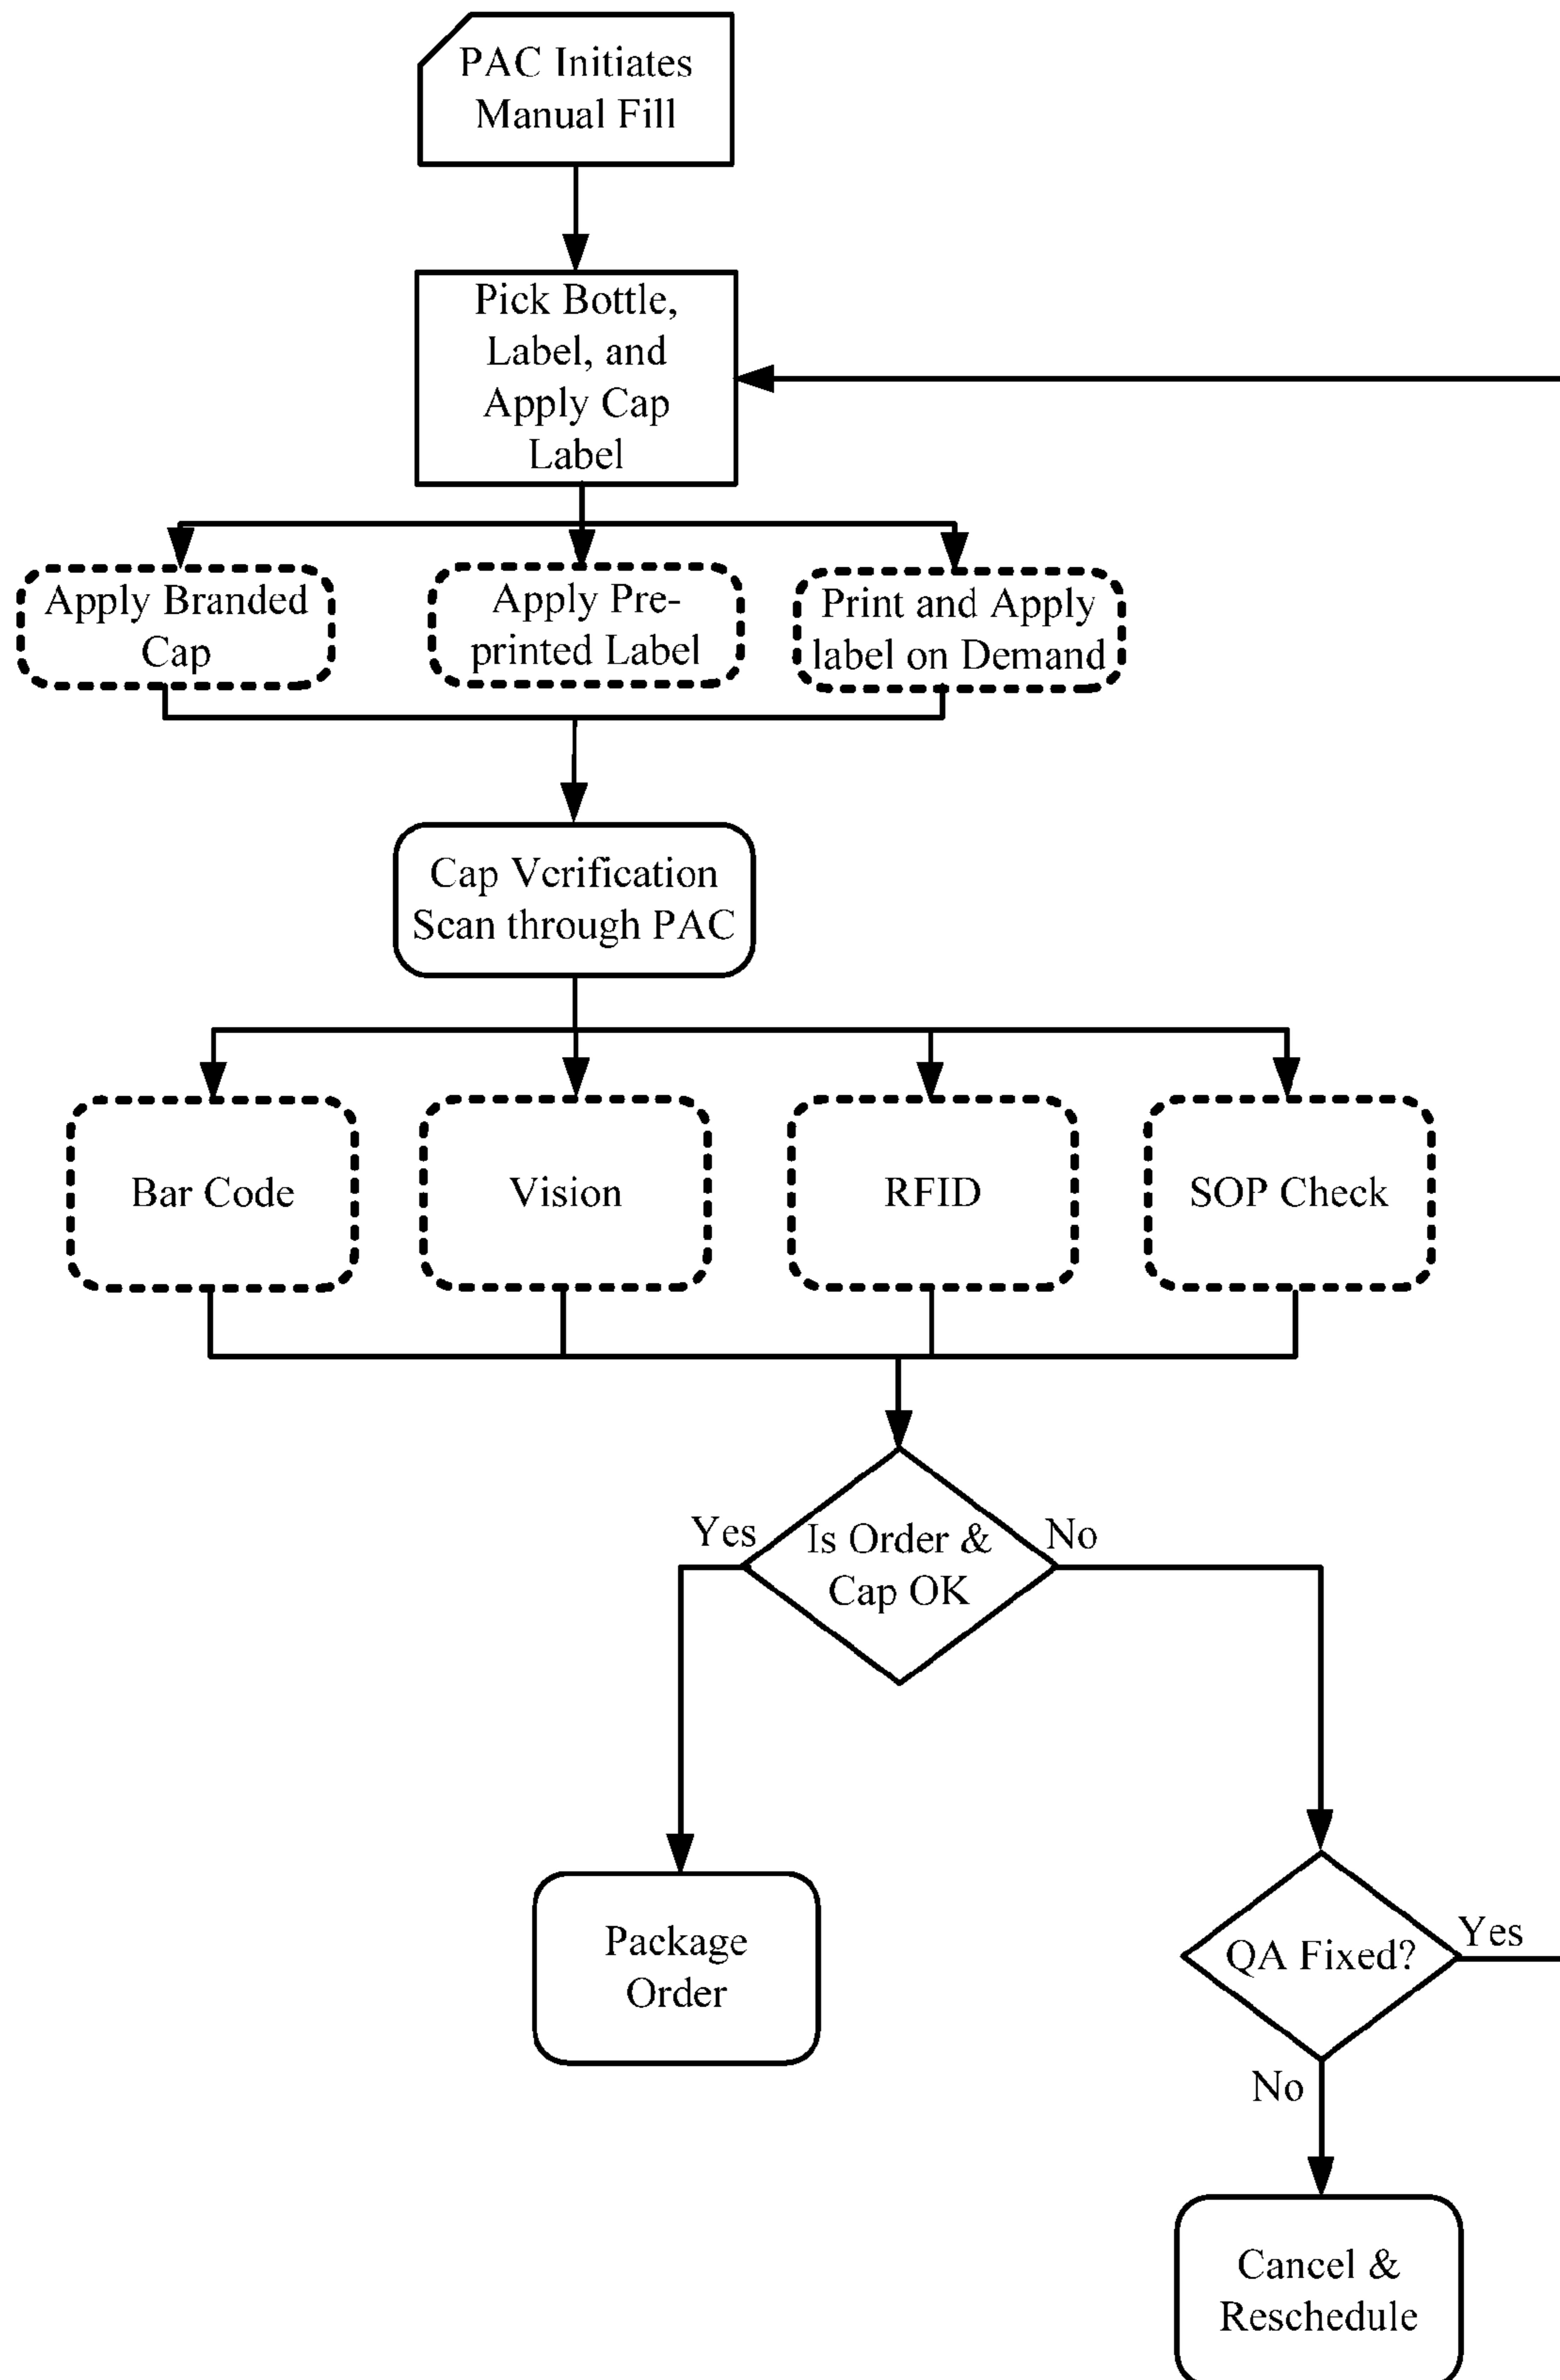 PAC Initiates
Manual Fill
Pick Bottle,
Label, and
Apply Cap
Label
Apply Branded
Cap
Apply Pre-
printed Label
Print and Apply
label on Demand
Cap Verification
Scan through PAC
Bar Code
Vision
RFID
SOP Check
Yes
Is Order &
Cap OK
No
Package
Order
QA Fixed?
Yes
No
Cancel &
Reschedule